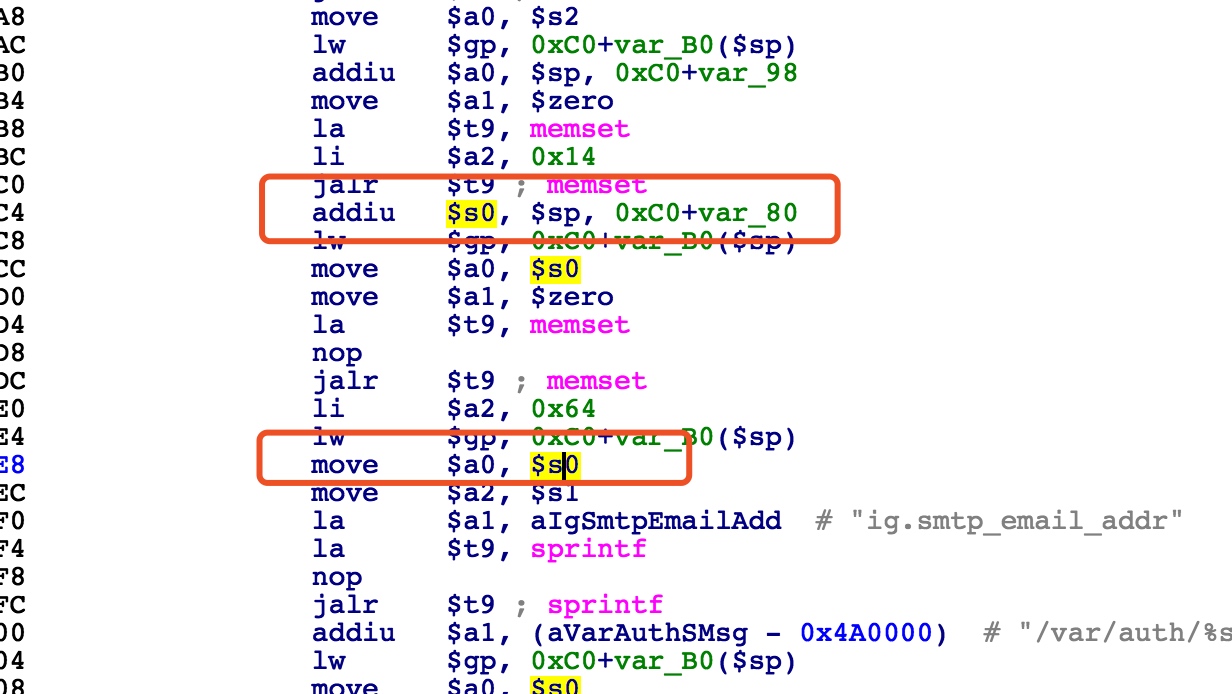 A8 move $a0, $s2
AC lw $gp, 0xC0+var_B0($sp)
B0 addiu $a0, $sp, 0xC0+var_98
B4 move $a1, $zero
B8 la $t9, memset
BC li $a2, 0x14
C0 jalr $t9 ; memset
C4 addiu $s0, $sp, 0xC0+var_80
C8 lw $gp, 0xC0+var_B0($sp)
CC move $a0, $s0
D0 move $a1, $zero
D4 la $t9, memset
D8 nop
DC jalr $t9 ; memset
E0 li $a2, 0x64
E4 lw $gp, 0xC0+var_B0($sp)
E8 move $a0, $s0
EC move $a2, $s1
F0 la $a1, aIgSmtpEmailAdd # "ig.smtp_email_addr"
F4 la $t9, sprintf
F8 nop
FC jalr $t9 ; sprintf
00 addiu $a1, (aVarAuthSMsg - 0x4A0000) # "/var/auth/%s
04 lw $gp, 0xC0+var_B0($sp)
08 move $a0, $s0